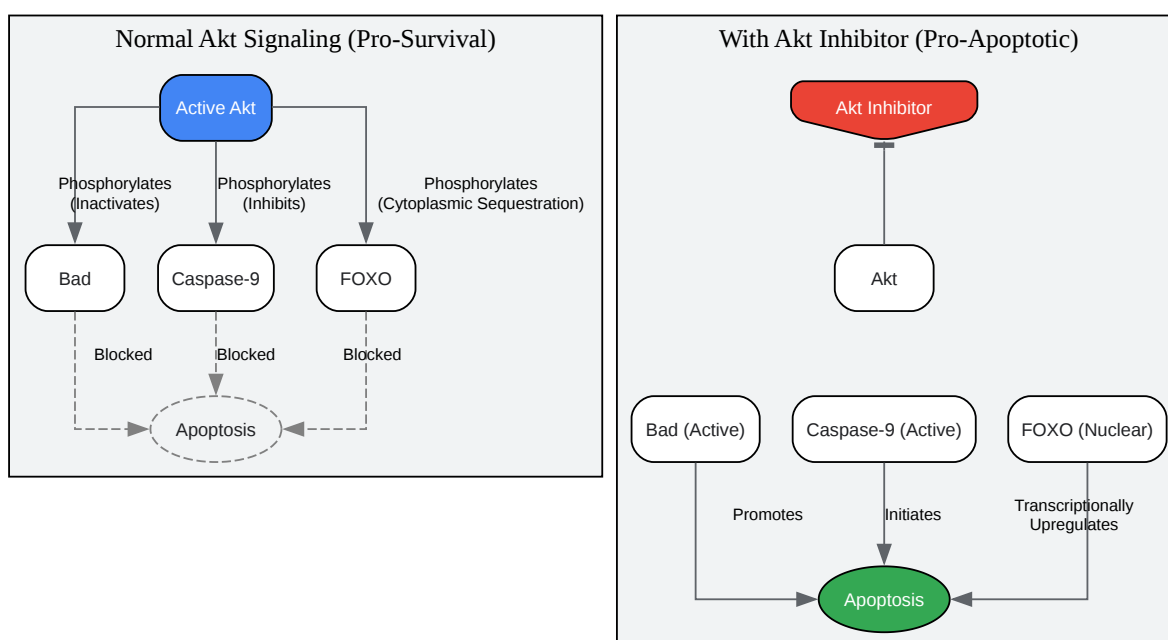 Normal Akt Signaling (Pro-Survival)
Active Akt
Phosphorylates
(Inactivates)
Phosphorylates
(Inhibits)
Phosphorylates
(Cytoplasmic Sequestration)
Bad
Caspase-9
FOXO
Blocked
Blocked
Blocked
Apoptosis
With Akt Inhibitor (Pro-Apoptotic)
Akt Inhibitor
Akt
Bad (Active)
Caspase-9 (Active)
FOXO (Nuclear)
Promotes
Initiates
Transcriptionally
Upregulates
Apoptosis